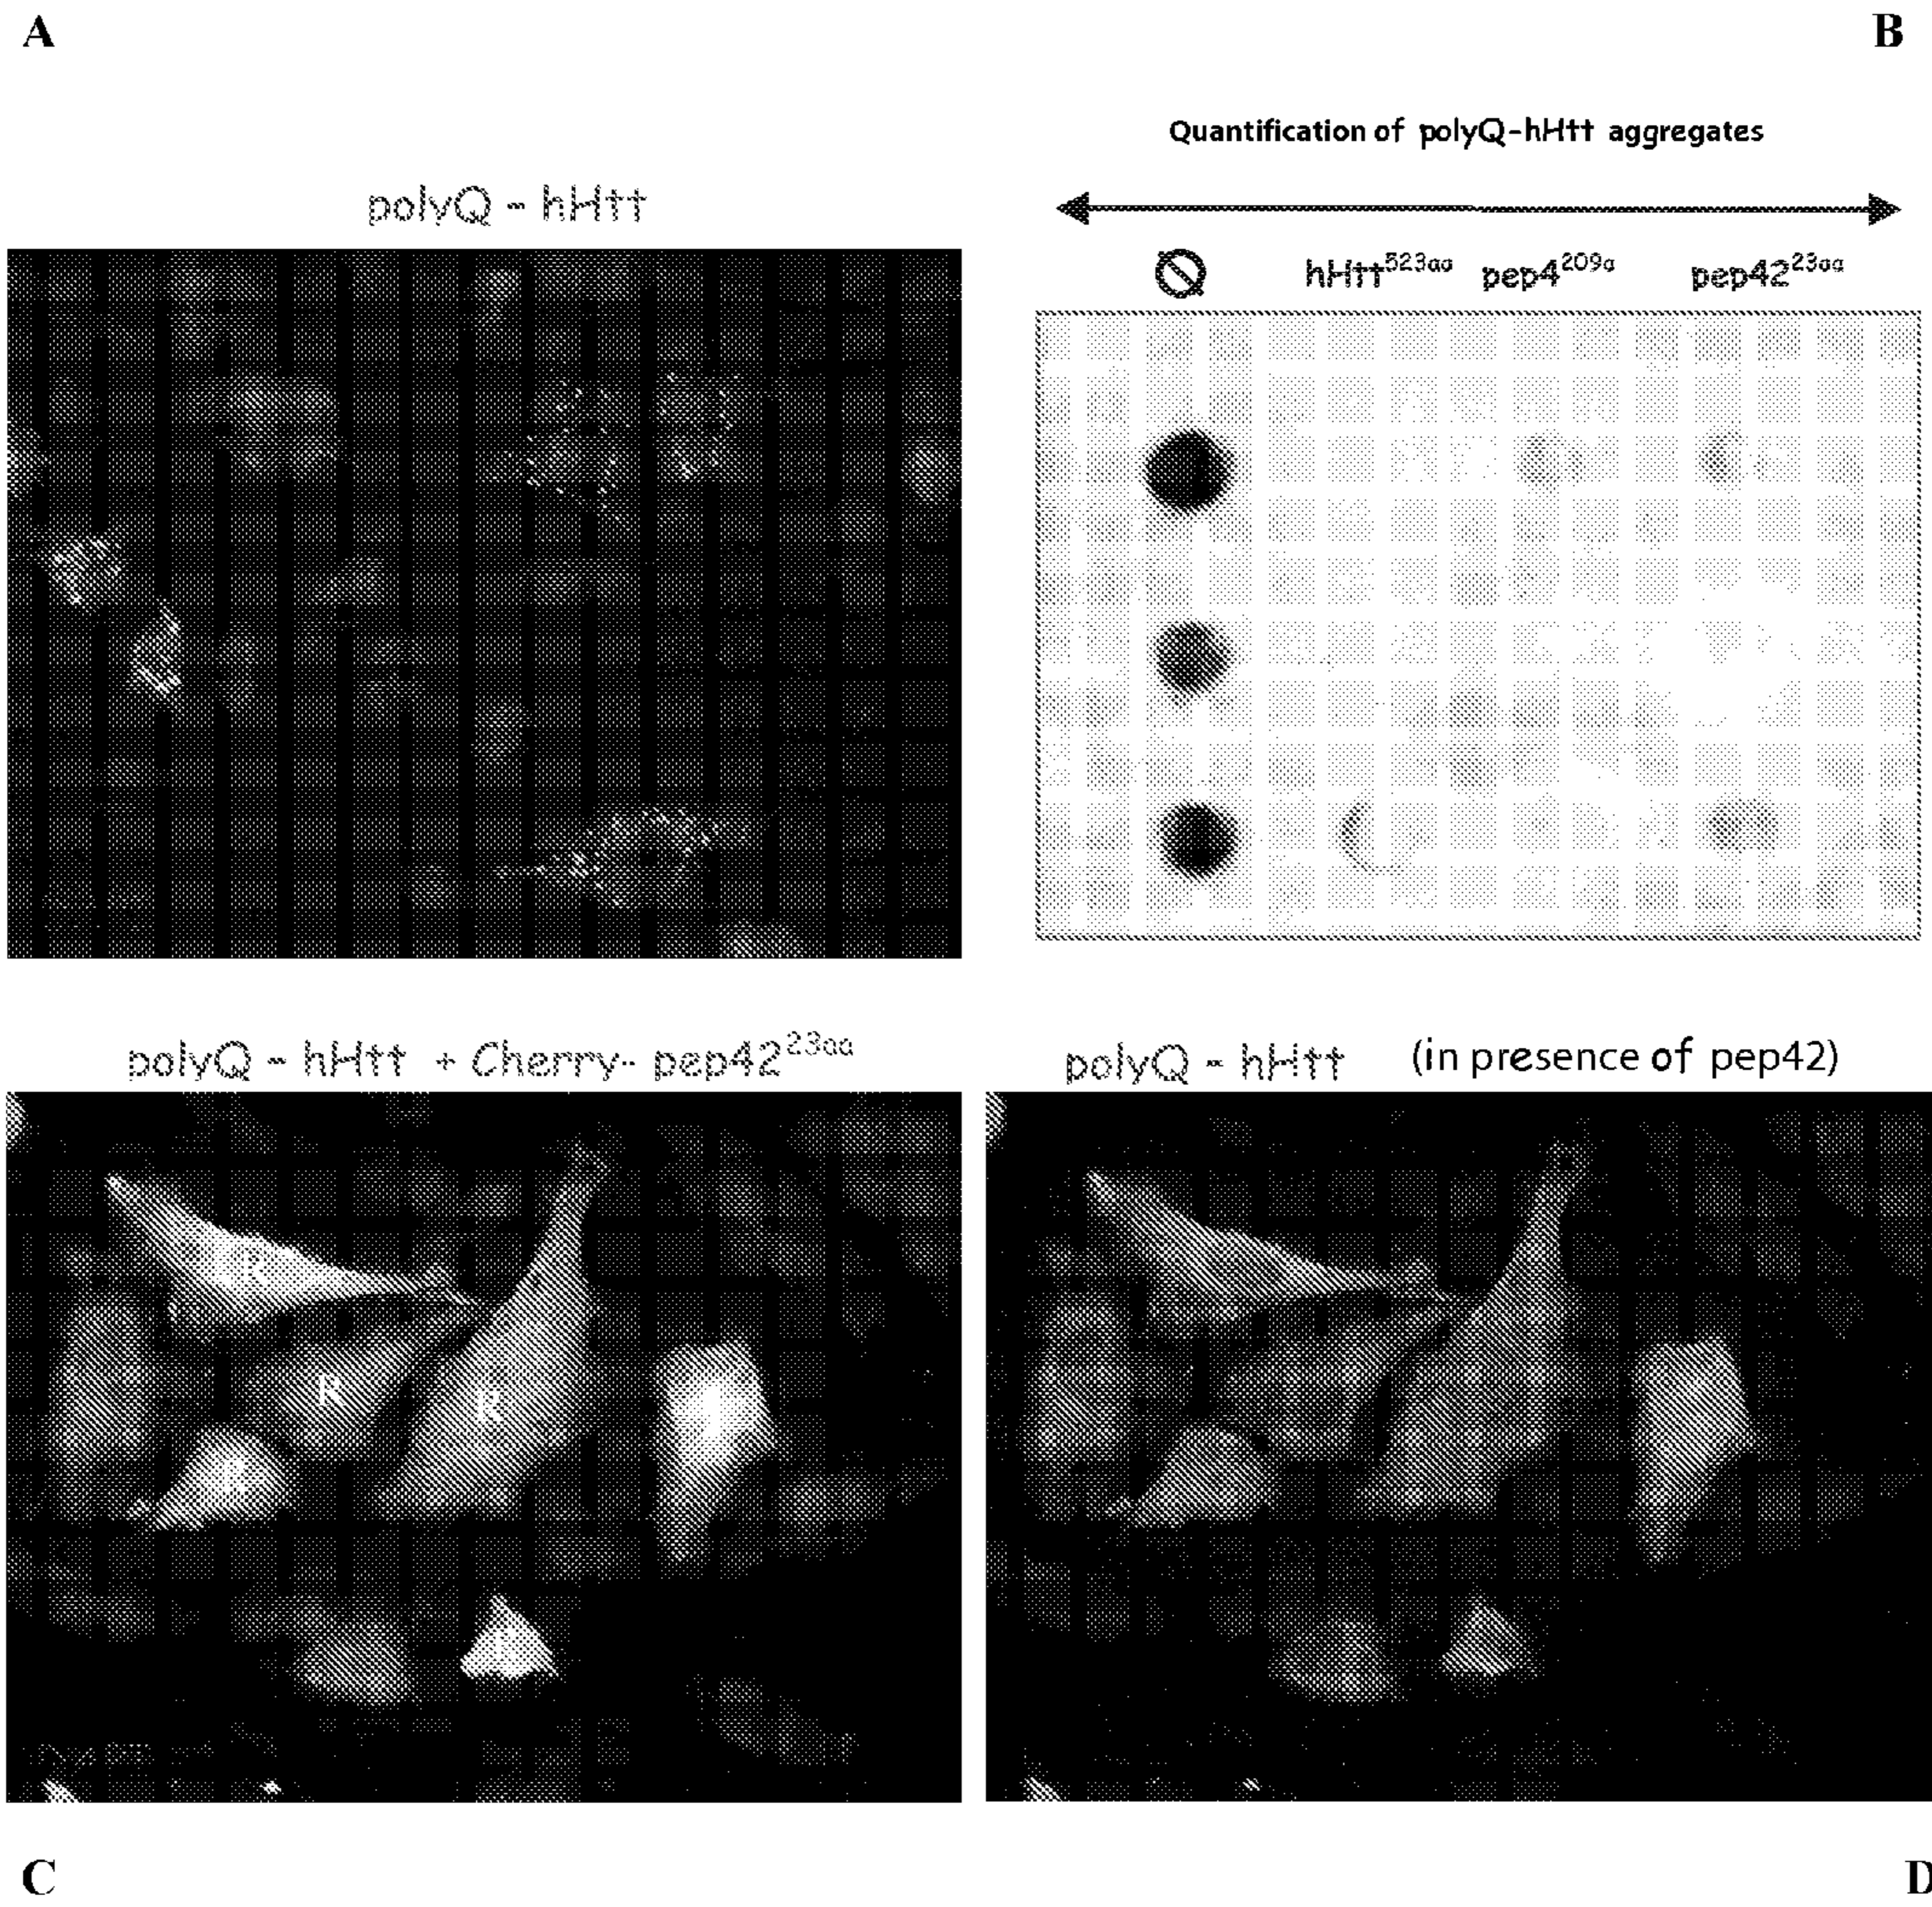 A
B
Quantification of polyQ-hHtt aggregates
polyQ - hHtt
Ø hHtt523aa pep4209a pep4223aa
polyQ - hHtt + Cherry- pep4223aa
polyQ - hHtt (in presence of pep42)
R
R
R
C
D